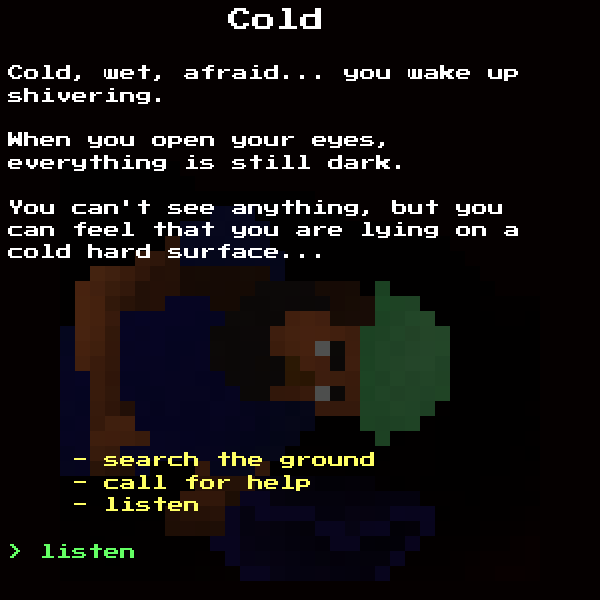 Cold
Cold, wet, afraid... you wake up
shivering.
When you open your eyes,
everything is still dark.
You can't see anything, but you
can feel that you are lying on a
cold hard surface...
- search the ground
- call for help
- listen
> listen